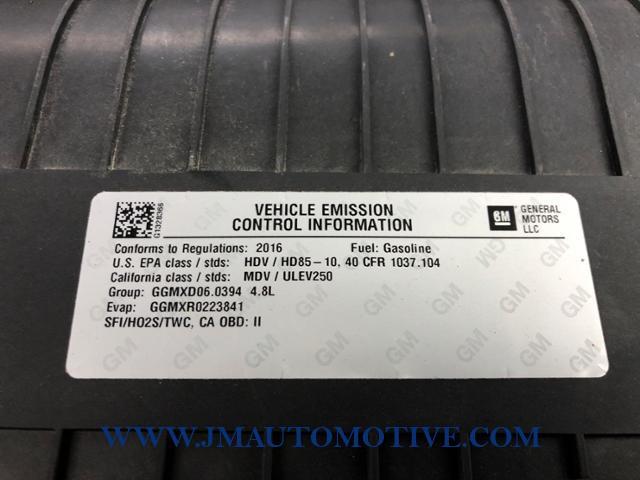 VEHICLE EMISSION
CONTROL INFORMATION
GM GENERAL
MOTORS
LLC
G1328366
Conforms to Regulations: 2016 Fuel: Gasoline
U.S. EPA class / stds: HDV / HD85-10, 40 CFR 1037.104
California class / stds: MDV / ULEV250
Group: GGMXD06.0394 4.8L
Evap: GGMXR0223841
SFI/HO2S/TWC, CA OBD: II
WWW.JMAUTOMOTIVE.COM